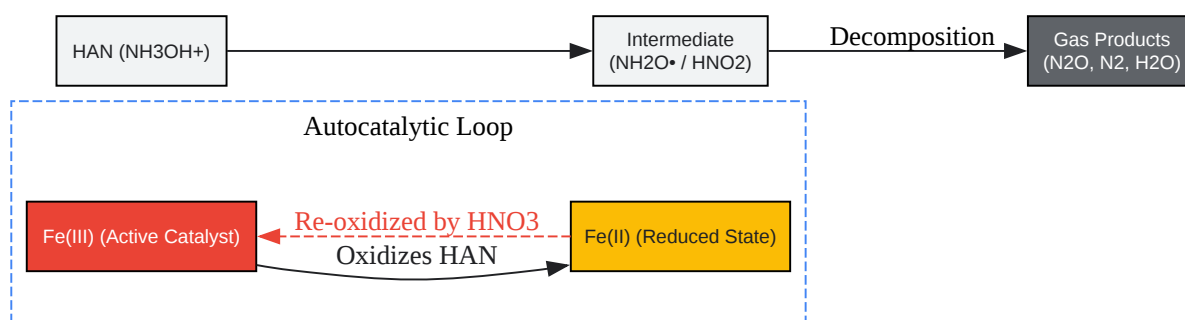 HAN (NH3OH+)
Intermediate
(NH2O• / HNO2)
Decomposition
Gas Products
(N2O, N2, H2O)
Autocatalytic Loop
Fe(III) (Active Catalyst)
Re-oxidized by HNO3
Oxidizes HAN
Fe(II) (Reduced State)